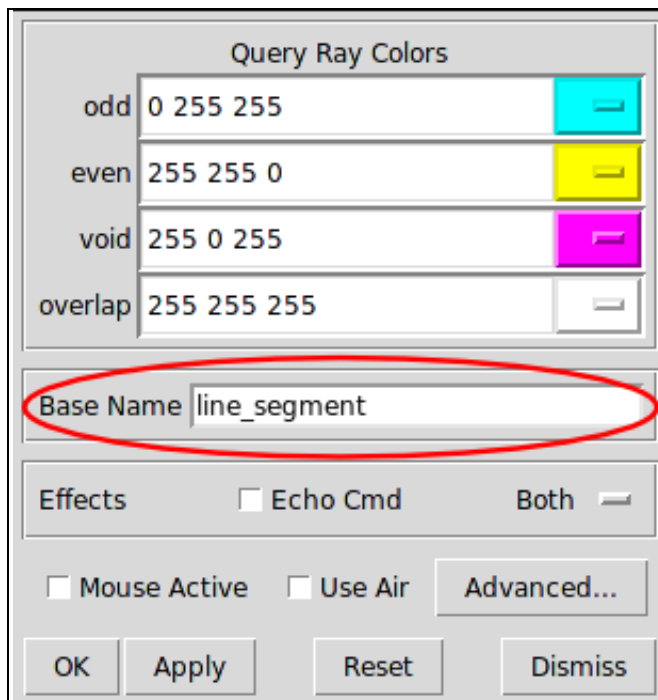 Query Ray Colors
odd 0 255 255
even 255 255 0
void 255 0 255
overlap 255 255 255
Base Name line_segment
Effects Echo Cmd Both
Mouse Active Use Air Advanced...
OK Apply Reset Dismiss